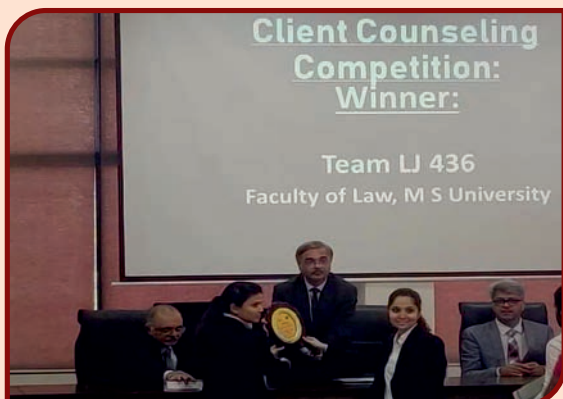 Client Counseling
Competition:
Winner:
Team LJ 436
Faculty of Law, M S University